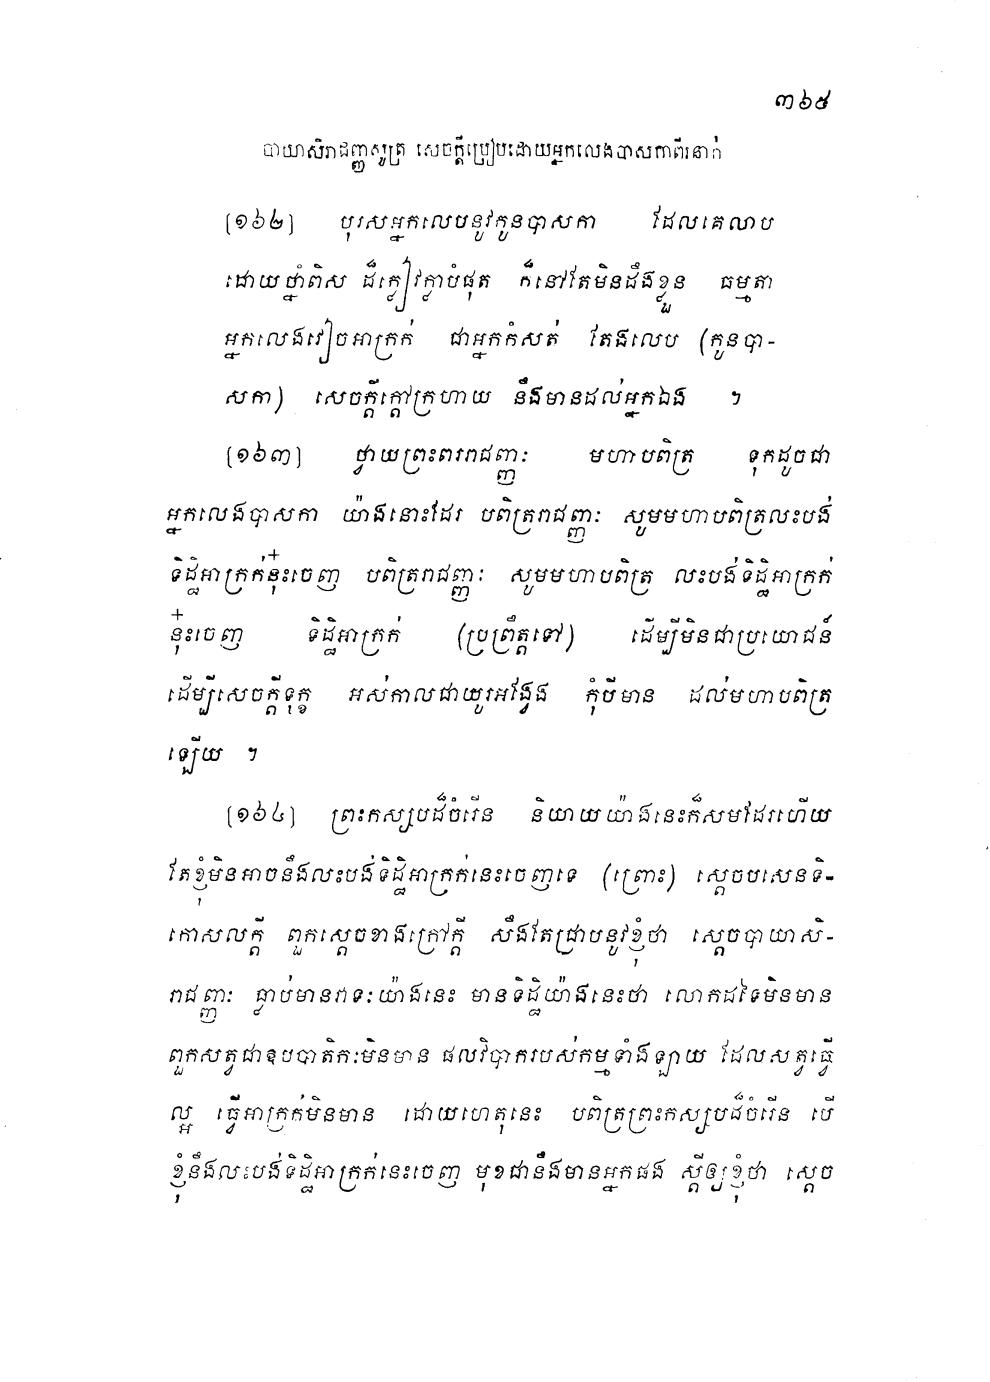 ៣៦៥
បាយាសិរាជញ្ញសូត្រ សេចក្តីប្រៀបដោយអ្នកលេងបាសកាពីរនាក់
[១៦២] បុរសអ្នកលេបនូវកូនបាសកា ដែលគេលាប
ដោយថ្នាំពិស ដ៏ក្លៀវក្លាបំផុត ក៏នៅតែមិនដឹងខ្លួន ធម្មតា
អ្នកលេងវៀចអាក្រក់ ជាអ្នកកំសត់ តែងលេប (កូនបា-
សកា) សេចក្តីក្តៅក្រហាយ នឹងមានដល់អ្នកឯង ។
[១៦៣] ថ្វាយព្រះពររាជញ្ញៈ មហាបពិត្រ ទុកដូចជា
អ្នកលេងបាសកា យ៉ាងនោះដែរ បពិត្ររាជញ្ញៈ សូមមហាបពិត្រលះបង់
ទិដ្ឋិអាក្រក់នុ៎ះចេញ បពិត្ររាជញ្ញៈ សូមមហាបពិត្រ លះបង់ទិដ្ឋិអាក្រក់
នុ៎ះចេញ ទិដ្ឋិអាក្រក់ (ប្រព្រឹត្តទៅ) ដើម្បីមិនជាប្រយោជន៍
ដើម្បីសេចក្តីទុក្ខ អស់កាលជាយូរអង្វែង កុំបីមាន ដល់មហាបពិត្រ
ឡើយ ។
[១៦៤] ព្រះកស្សបដ៏ចំរើន និយាយយ៉ាងនេះក៏សមដែរហើយ
តែខ្ញុំមិនអាចនឹងលះបង់ទិដ្ឋិអាក្រក់នេះចេញទេ (ព្រោះ) ស្តេចបសេនទិ-
កោសលក្តី ពួកស្តេចខាងក្រៅក្តី សឹងតែជ្រាបនូវខ្ញុំថា ស្តេចបាយាសិ-
រាជញ្ញៈ ធ្លាប់មានវាទៈយ៉ាងនេះ មានទិដ្ឋិយ៉ាងនេះថា លោកដទៃមិនមាន
ពួកសត្វជាឧបបាតិកៈមិនមាន ផលវិបាករបស់កម្មទាំងឡាយ ដែលសត្វធ្វើ
ល្អ ធ្វើអាក្រក់មិនមាន ដោយហេតុនេះ បពិត្រព្រះកស្សបដ៏ចំរើន បើ
ខ្ញុំនឹងលះបង់ទិដ្ឋិអាក្រក់នេះចេញ មុខជានឹងមានអ្នកផង ស្តីឲ្យខ្ញុំថា ស្តេច